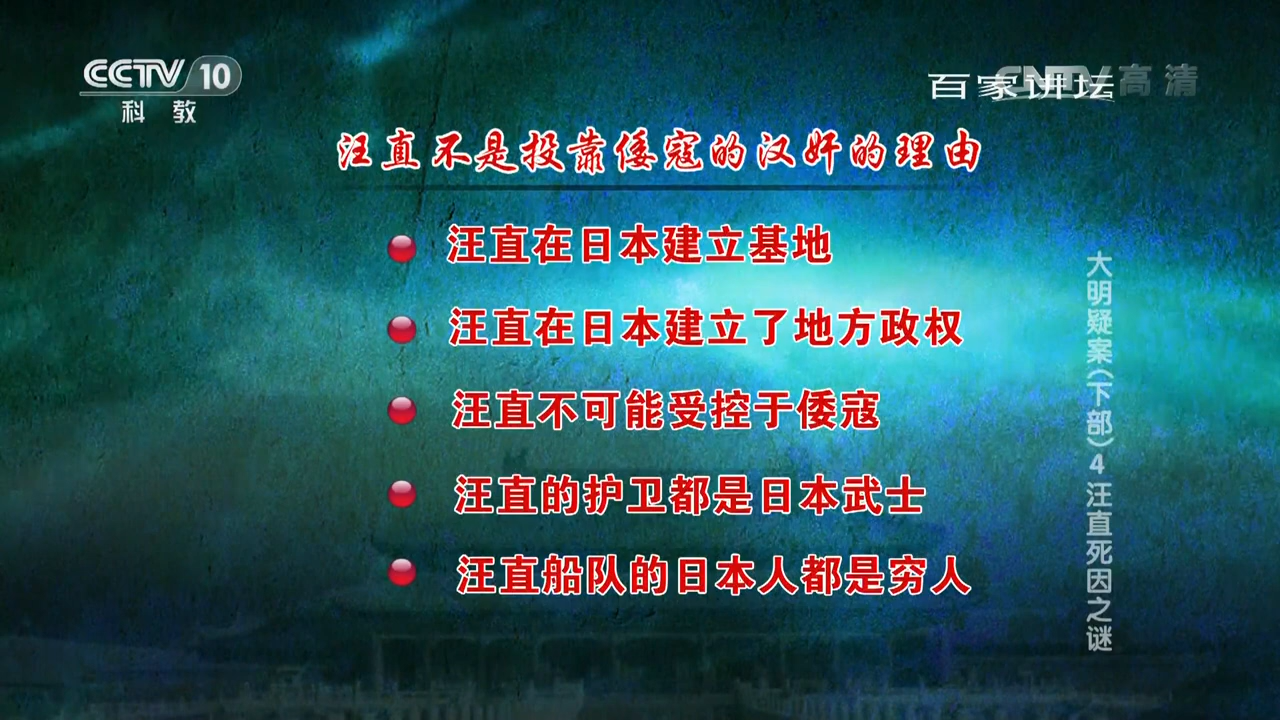 CCTV 10
科教
百家讲坛
CNTV高清
汪直不是投靠倭寇的汉奸的理由
汪直在日本建立基地
汪直在日本建立了地方政权
汪直不可能受控于倭寇
汪直的护卫都是日本武士
汪直船队的日本人都是穷人
大明疑案(下部)4 汪直死因之谜